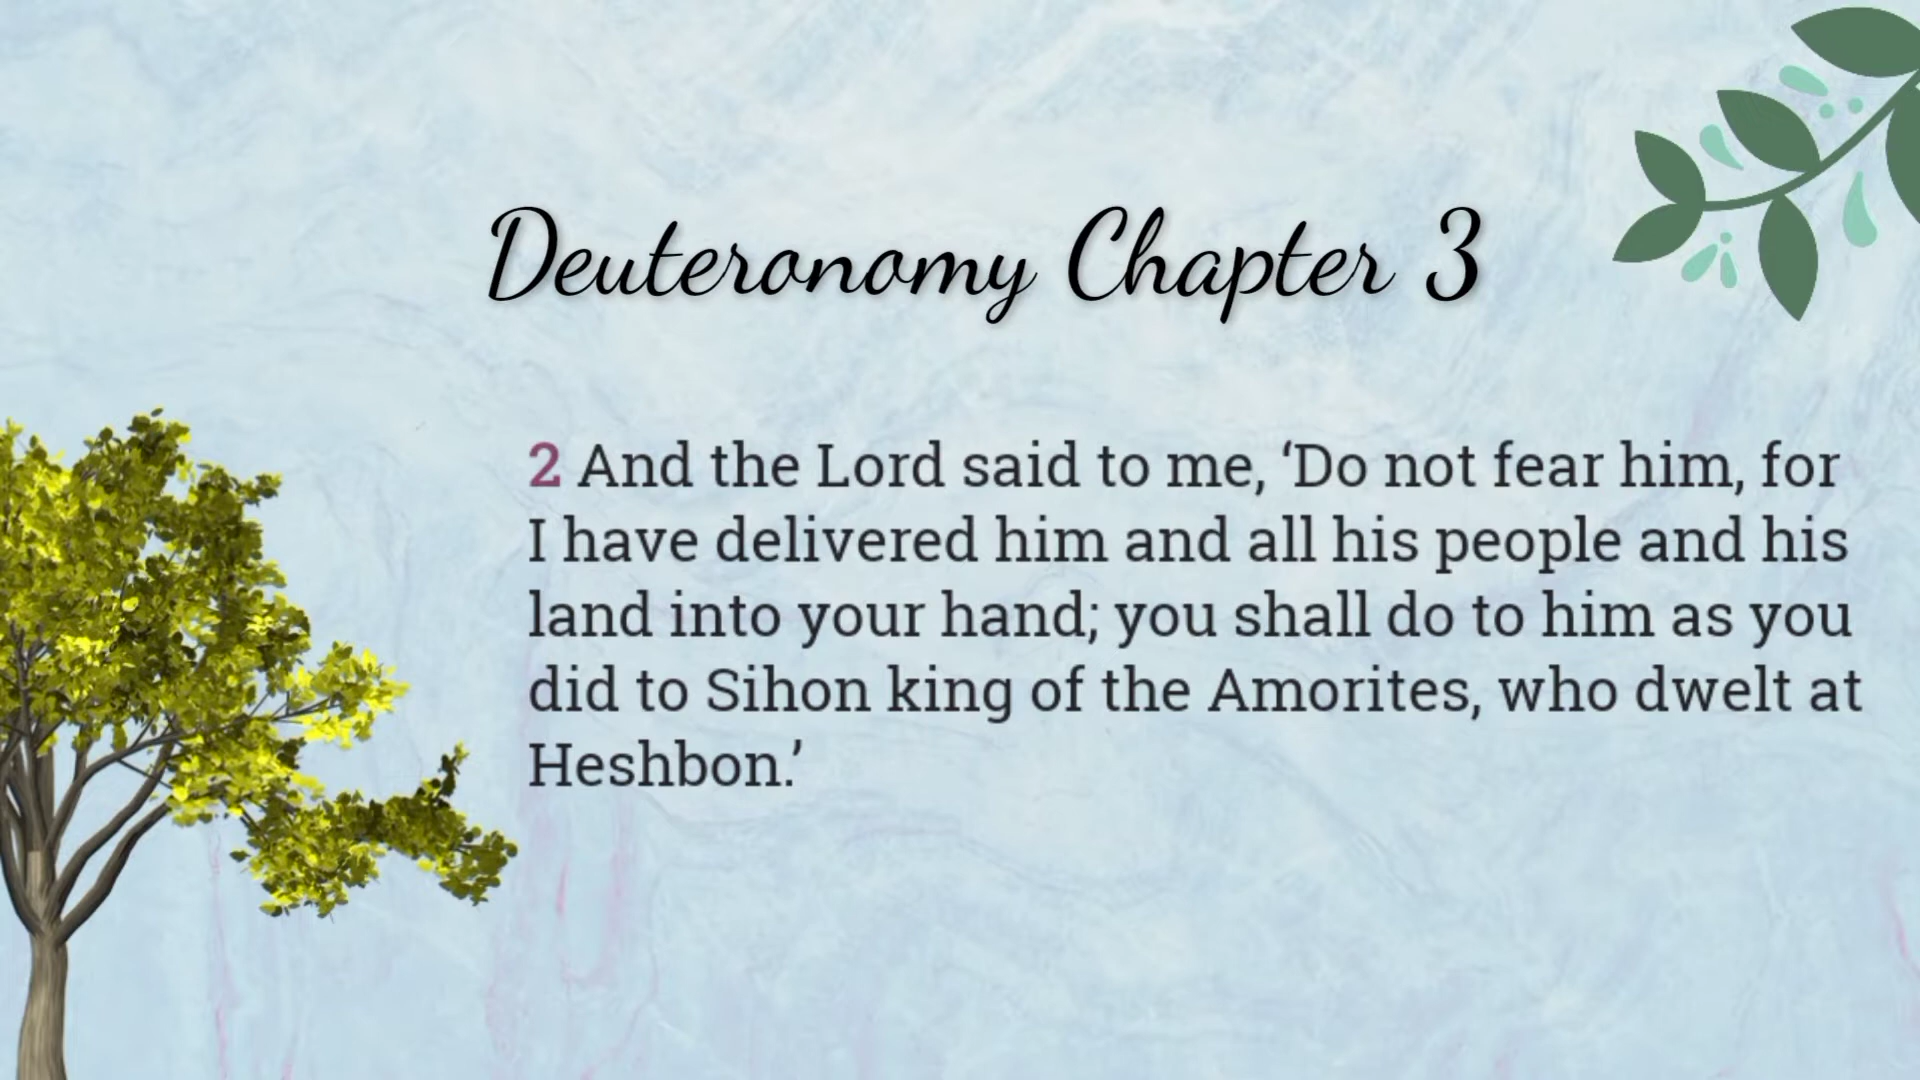 Deuteronomy Chapter 3
2 And the Lord said to me, ‘Do not fear him, for
I have delivered him and all his people and his
land into your hand; you shall do to him as you
did to Sihon king of the Amorites, who dwelt at
Heshbon.’